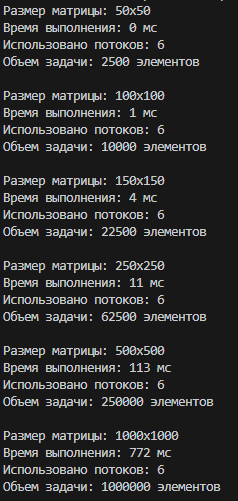 Размер матрицы: 50x50
Время выполнения: 0 мс
Использовано потоков: 6
Объем задачи: 2500 элементов
Размер матрицы: 100x100
Время выполнения: 1 мс
Использовано потоков: 6
Объем задачи: 10000 элементов
Размер матрицы: 150x150
Время выполнения: 4 мс
Использовано потоков: 6
Объем задачи: 22500 элементов
Размер матрицы: 250x250
Время выполнения: 11 мс
Использовано потоков: 6
Объем задачи: 62500 элементов
Размер матрицы: 500x500
Время выполнения: 113 мс
Использовано потоков: 6
Объем задачи: 250000 элементов
Размер матрицы: 1000x1000
Время выполнения: 772 мс
Использовано потоков: 6
Объем задачи: 1000000 элементов